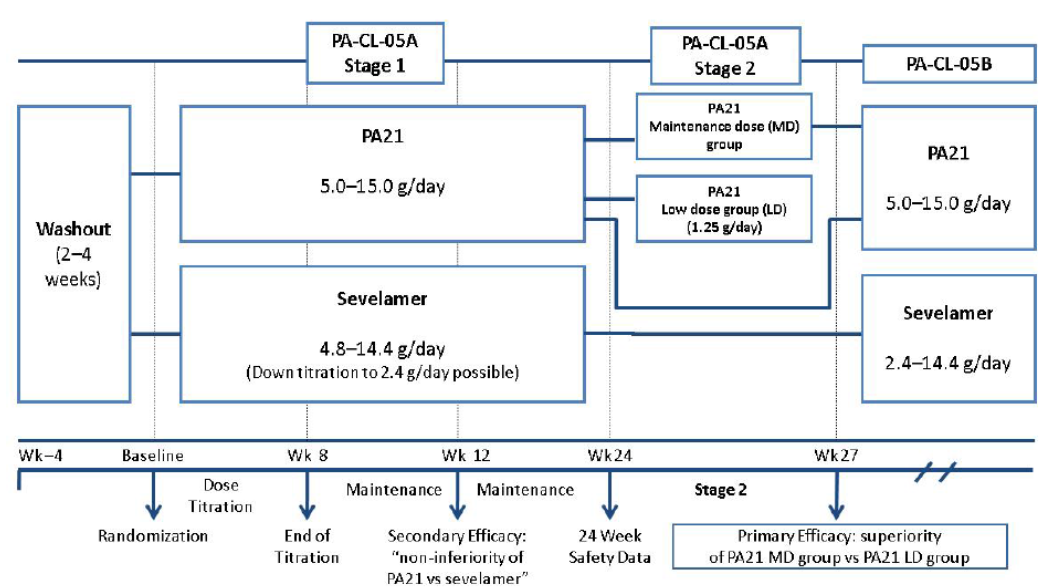 PA-CL-05A
Stage 1
PA-CL-05A
Stage 2
PA-CL-05B
Washout
(2–4
weeks)
PA21
5.0–15.0 g/day
Sevelamer
4.8–14.4 g/day
(Down titration to 2.4 g/day possible)
PA21
Maintenance dose (MD)
group
PA21
Low dose group (LD)
(1.25 g/day)
PA21
5.0–15.0 g/day
Sevelamer
2.4–14.4 g/day
Wk–4
Baseline
Wk 8
Wk 12
Wk24
Wk27
Dose
Titration
Maintenance
Maintenance
Stage 2
Randomization
End of
Titration
Secondary Efficacy:
“non-inferiority of
PA21 vs sevelamer”
24 Week
Safety Data
Primary Efficacy: superiority
of PA21 MD group vs PA21 LD group